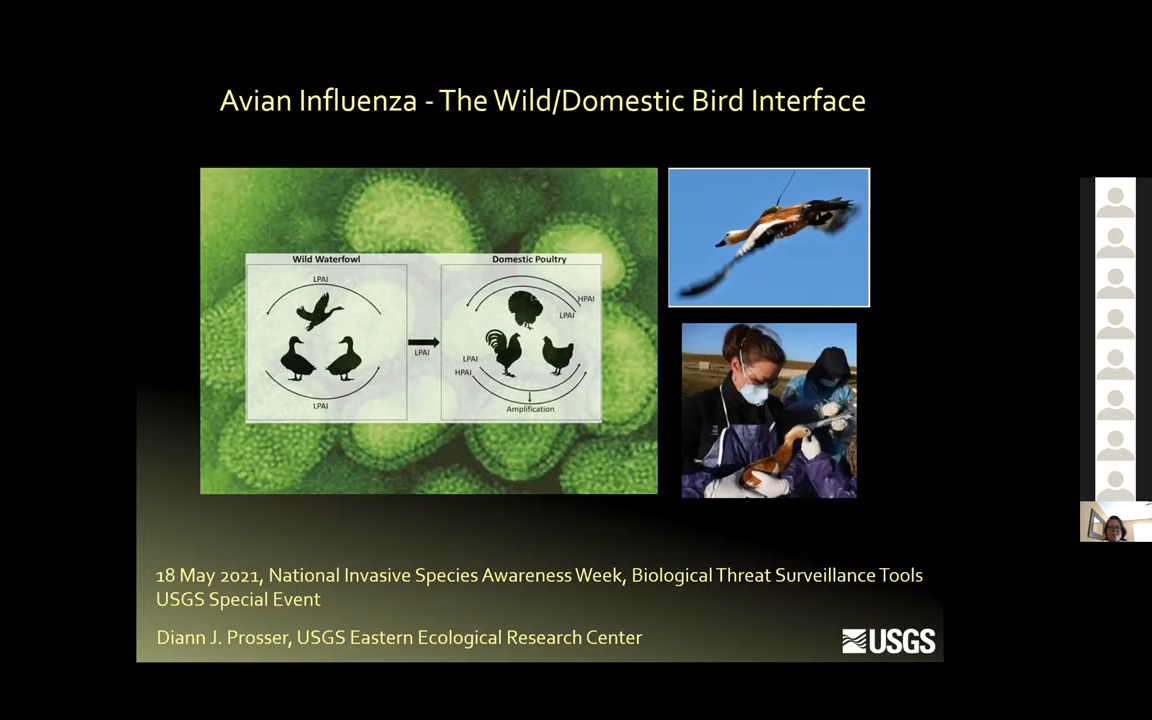 Avian Influenza - The Wild/Domestic Bird Interface
Wild Waterfowl
LPAI
LPAI
LPAI
Domestic Poultry
HPAI
LPAI
LPAI
HPAI
Amplification
18 May 2021, National Invasive Species Awareness Week, Biological Threat Surveillance Tools
USGS Special Event
Diann J. Prosser, USGS Eastern Ecological Research Center
USGS